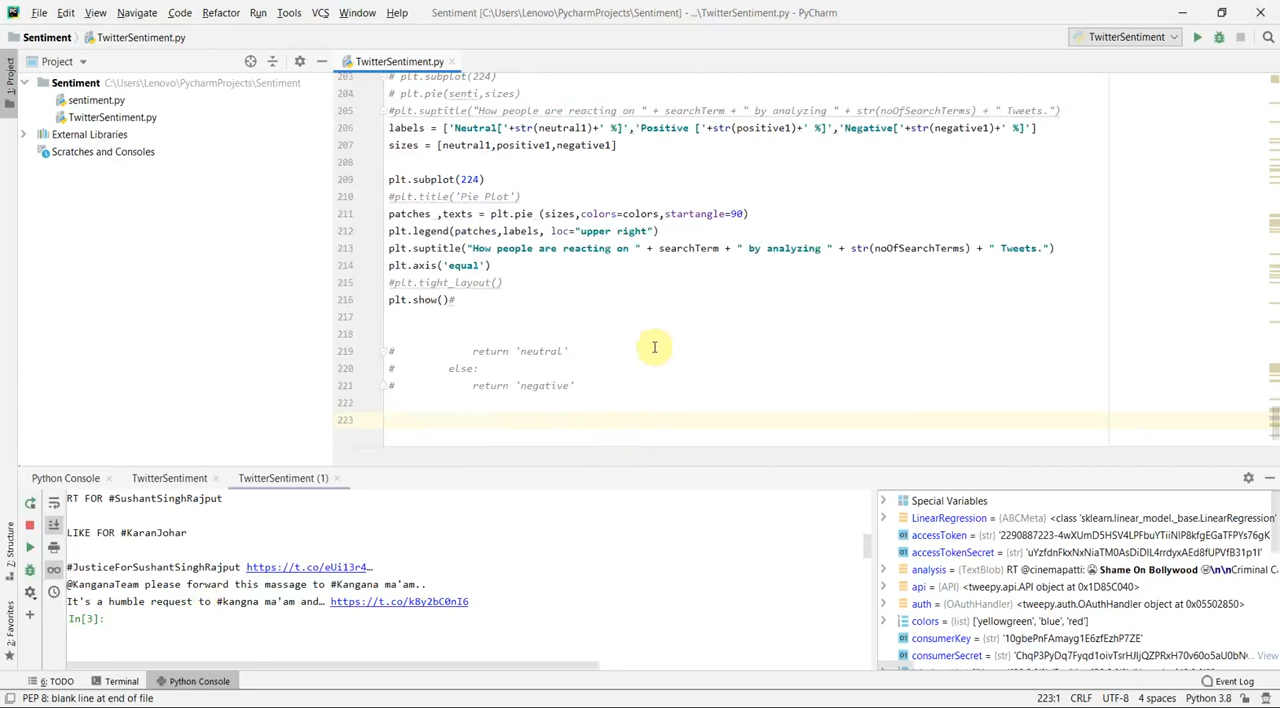 File Edit View Navigate Code Refactor Run Tools VCS Window Help Sentiment [C:\Users\Lenovo\PycharmProjects\Sentiment] - ...\TwitterSentiment.py - PyCharm
Sentiment TwitterSentiment.py TwitterSentiment
Project TwitterSentiment.py
Sentiment C:\Users\Lenovo\PycharmProjects\Sentiment
sentiment.py
TwitterSentiment.py
External Libraries
Scratches and Consoles
1: Project
203 # plt.subplot(224)
204 # plt.pie(senti,sizes)
205 #plt.suptitle("How people are reacting on " + searchTerm + " by analyzing " + str(noOfSearchTerms) + " Tweets.")
206 labels = ['Neutral['+str(neutral1)+' %]','Positive ['+str(positive1)+' %]','Negative['+str(negative1)+' %]']
207 sizes = [neutral1,positive1,negative1]
208
209 plt.subplot(224)
210 #plt.title('Pie Plot')
211 patches ,texts = plt.pie (sizes,colors=colors,startangle=90)
212 plt.legend(patches,labels, loc="upper right")
213 plt.suptitle("How people are reacting on " + searchTerm + " by analyzing " + str(noOfSearchTerms) + " Tweets.")
214 plt.axis('equal')
215 #plt.tight_layout()
216 plt.show()#
217
218
219 # return 'neutral'
220 # else:
221 # return 'negative'
222
223
Python Console TwitterSentiment TwitterSentiment (1)
RT FOR #SushantSinghRajput
LIKE FOR #KaranJohar
#JusticeForSushantSinghRajput https://t.co/eUi13r4…
@KanganaTeam please forward this massage to #Kangana ma'am..
It's a humble request to #kangna ma'am and… https://t.co/k8y2bC0nI6
In[3]:
Special Variables
LinearRegression = {ABCMeta} <class 'sklearn.linear_model._base.LinearRegression'
accessToken = {str}
accessTokenSecret = {str}
analysis = {TextBlob} RT @cinemapatti: Shame On Bollywood \n\nCriminal C
api = {API} <tweepy.api.API object at 0x1D85C040>
auth = {OAuthHandler} <tweepy.auth.OAuthHandler object at 0x05502850>
colors = {list} ['yellowgreen', 'blue', 'red']
consumerKey = {str}
consumerSecret = {str} View
Z: Structure
2: Favorites
6: TODO Terminal Python Console Event Log
PEP 8: blank line at end of file 223:1 CRLF UTF-8 4 spaces Python 3.8